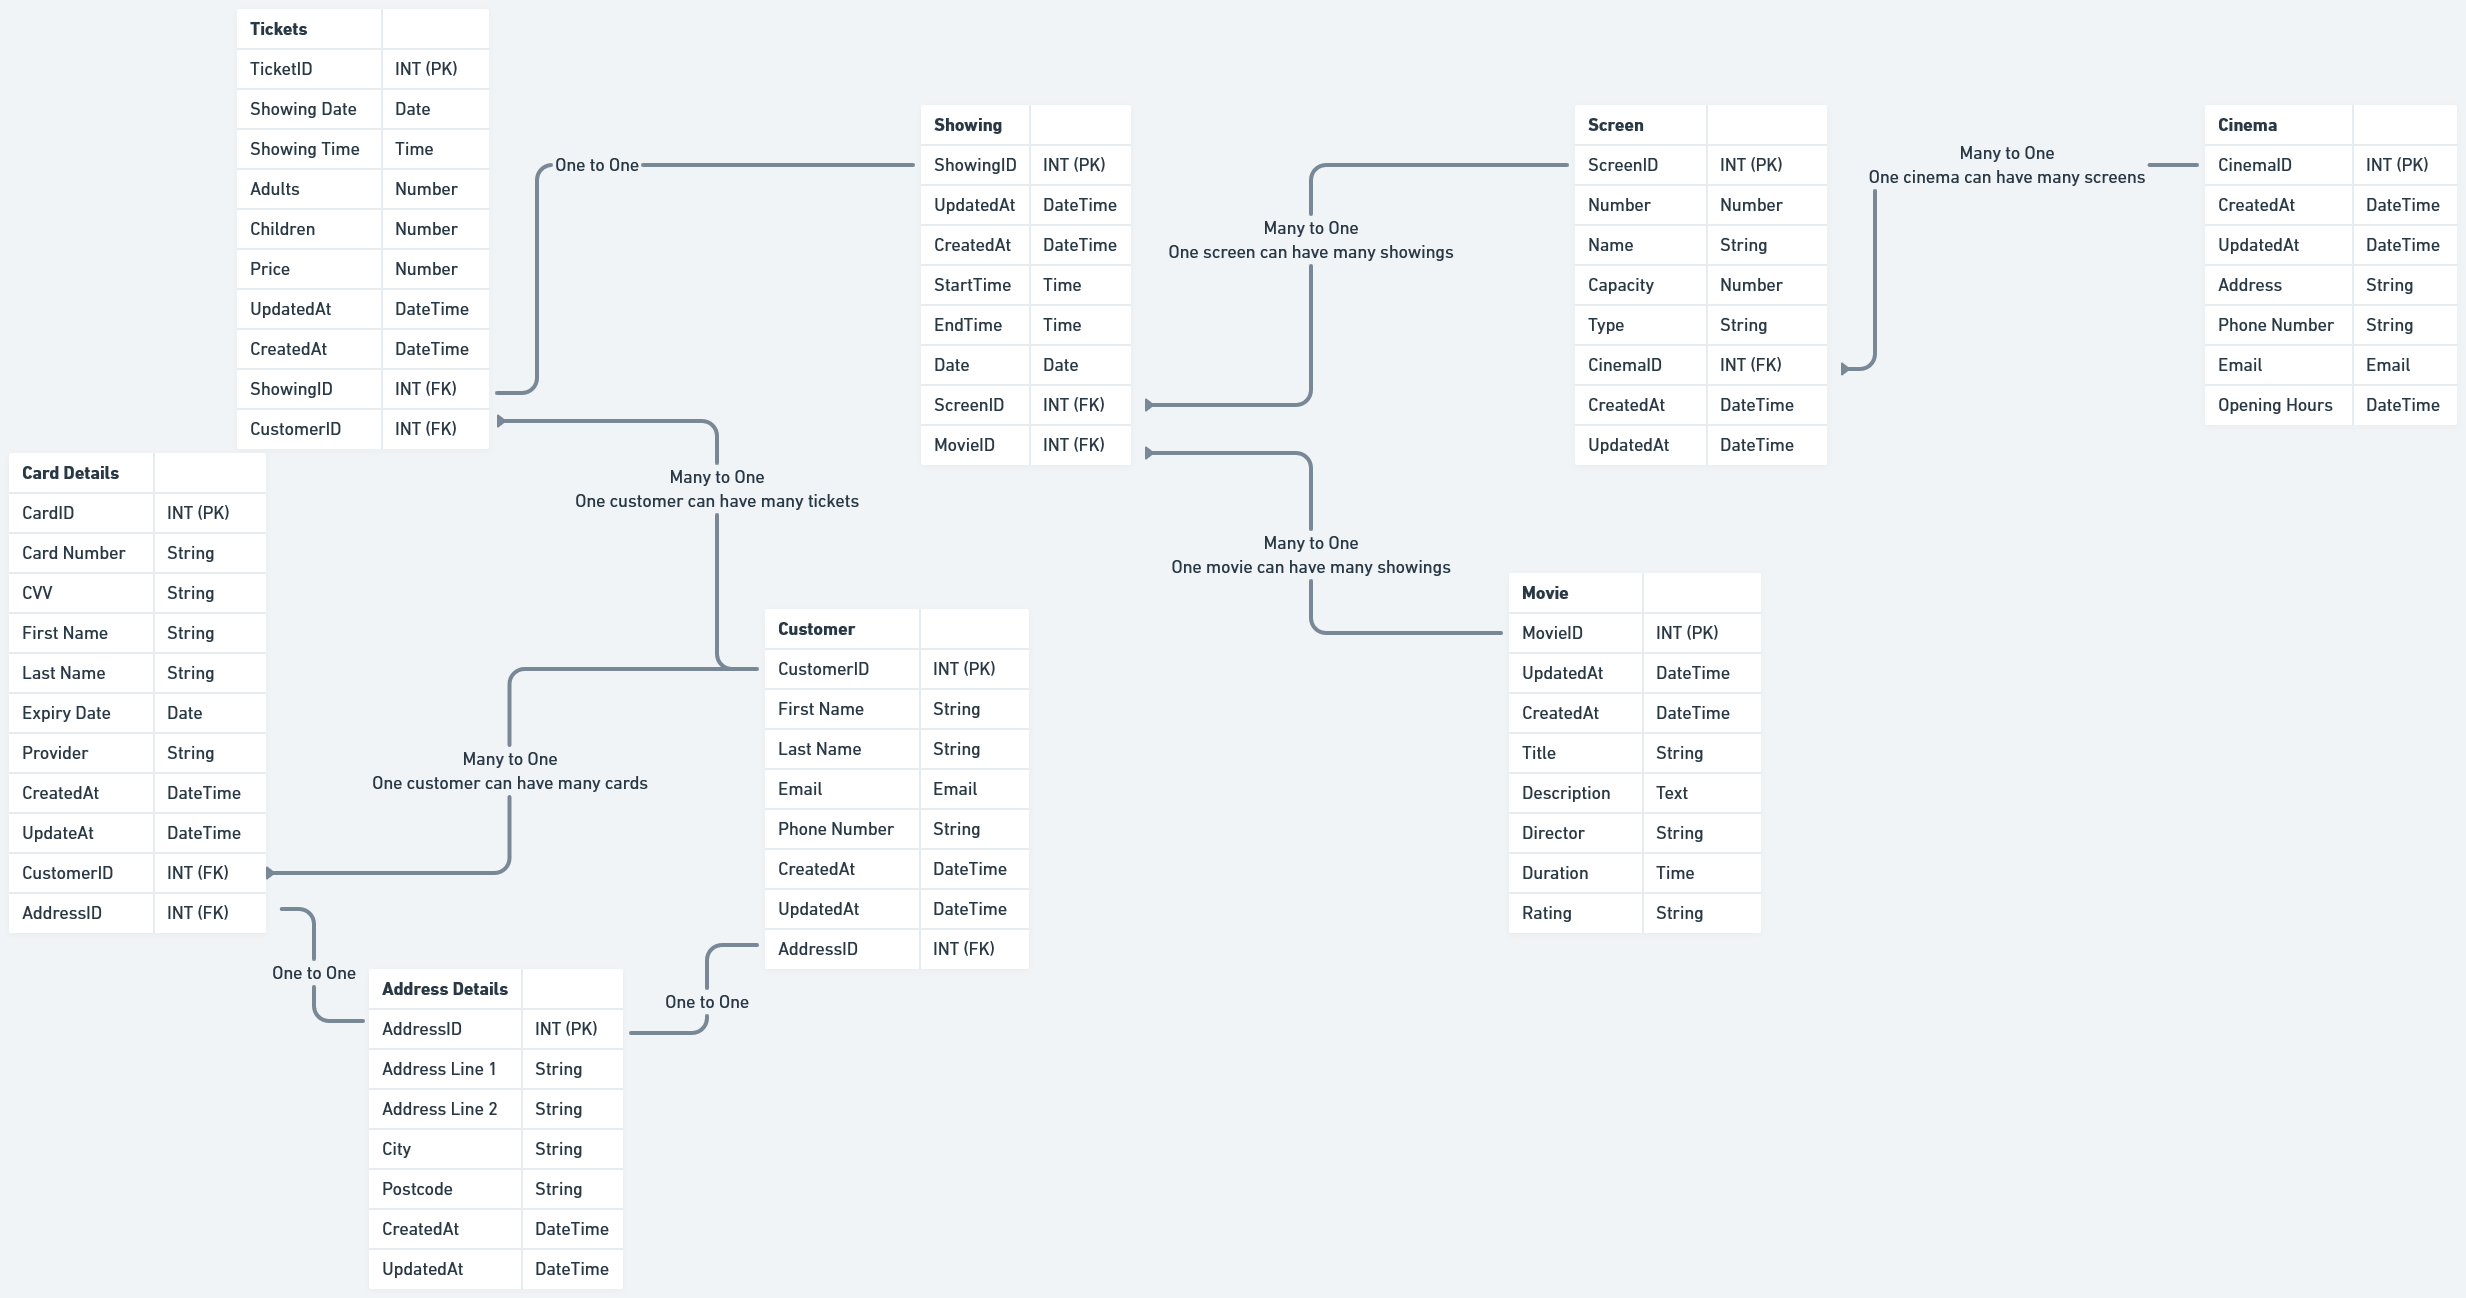 Tickets
TicketID INT (PK)
Showing Date Date
Showing Time Time
Adults Number
Children Number
Price Number
UpdatedAt DateTime
CreatedAt DateTime
ShowingID INT (FK)
CustomerID INT (FK)
One to One
Showing
ShowingID INT (PK)
UpdatedAt DateTime
CreatedAt DateTime
StartTime Time
EndTime Time
Date Date
ScreenID INT (FK)
MovieID INT (FK)
Many to One
One screen can have many showings
Screen
ScreenID INT (PK)
Number Number
Name String
Capacity Number
Type String
CinemaID INT (FK)
CreatedAt DateTime
UpdatedAt DateTime
Many to One
One cinema can have many screens
Cinema
CinemaID INT (PK)
CreatedAt DateTime
UpdatedAt DateTime
Address String
Phone Number String
Email Email
Opening Hours DateTime
Card Details
CardID INT (PK)
Card Number String
CVV String
First Name String
Last Name String
Expiry Date Date
Provider String
CreatedAt DateTime
UpdateAt DateTime
CustomerID INT (FK)
AddressID INT (FK)
Many to One
One customer can have many tickets
Many to One
One customer can have many cards
Customer
CustomerID INT (PK)
First Name String
Last Name String
Email Email
Phone Number String
CreatedAt DateTime
UpdatedAt DateTime
AddressID INT (FK)
Many to One
One movie can have many showings
Movie
MovieID INT (PK)
UpdatedAt DateTime
CreatedAt DateTime
Title String
Description Text
Director String
Duration Time
Rating String
One to One
Address Details
AddressID INT (PK)
Address Line 1 String
Address Line 2 String
City String
Postcode String
CreatedAt DateTime
UpdatedAt DateTime
One to One